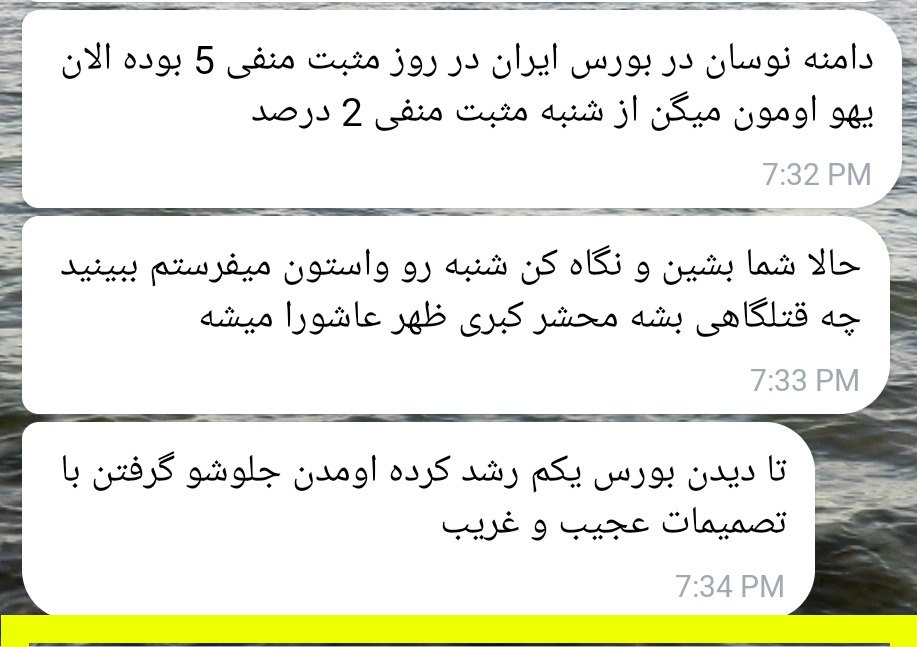 دامنه نوسان در بورس ایران در روز مثبت منفی 5 بوده الان
یهو اومون میگن از شنبه مثبت منفی 2 درصد
7:32 PM
حالا شما بشین و نگاه کن شنبه رو واستون میفرستم ببینید
چه قتلگاهی بشه محشر کبری ظهر عاشورا میشه
7:33 PM
تا دیدن بورس یکم رشد کرده اومدن جلوشو گرفتن با
تصمیمات عجیب و غریب
7:34 PM